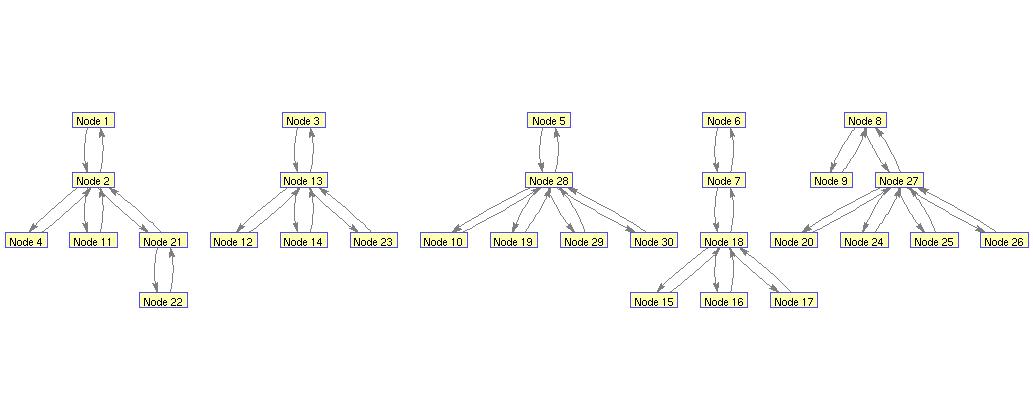 Node 1
Node 3
Node 5
Node 6
Node 8
Node 2
Node 13
Node 28
Node 7
Node 9
Node 27
Node 4
Node 11
Node 21
Node 12
Node 14
Node 23
Node 10
Node 19
Node 29
Node 30
Node 18
Node 20
Node 24
Node 25
Node 26
Node 22
Node 15
Node 16
Node 17